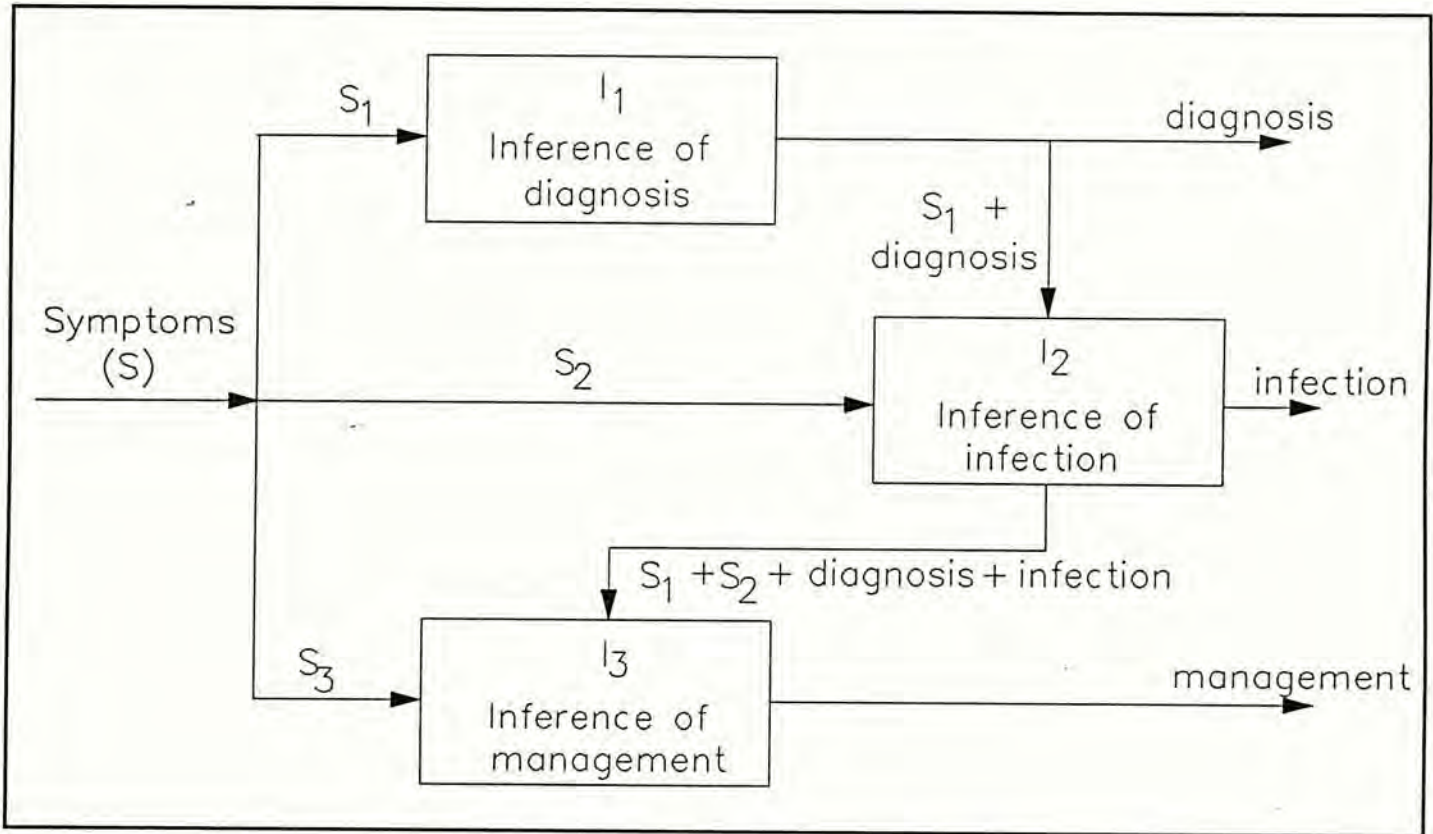 S₁
I₁
Inference of
diagnosis
diagnosis
S₁ +
diagnosis
Symptoms
(S)
S₂
I₂
Inference of
infection
infection
S₁ + S₂ + diagnosis + infection
S₃
I₃
Inference of
management
management